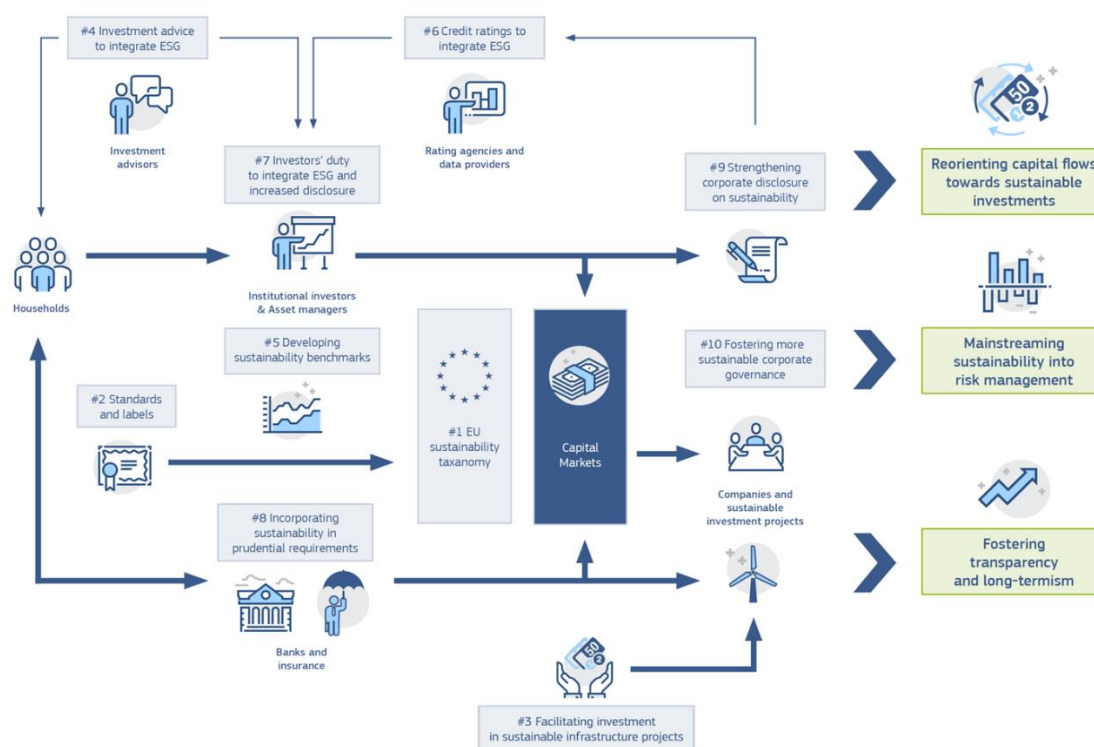 #4 Investment advice
to integrate ESG
#6 Credit ratings to
integrate ESG
Investment
advisors
Rating agencies and
data providers
#7 Investors' duty
to integrate ESG and
increased disclosure
#9 Strengthening
corporate disclosure
on sustainability
50
2
Reorienting capital flows
towards sustainable
investments
Households
Institutional investors
& Asset managers
#5 Developing
sustainability benchmarks
#10 Fostering more
sustainable corporate
governance
Mainstreaming
sustainability into
risk management
#2 Standards
and labels
#1 EU
sustainability
taxanomy
Capital
Markets
Companies and
sustainable
investment projects
#8 Incorporating
sustainability in
prudential requirements
Fostering
transparency
and long-termism
Banks and
insurance
50
2
#3 Facilitating investment
in sustainable infrastructure projects